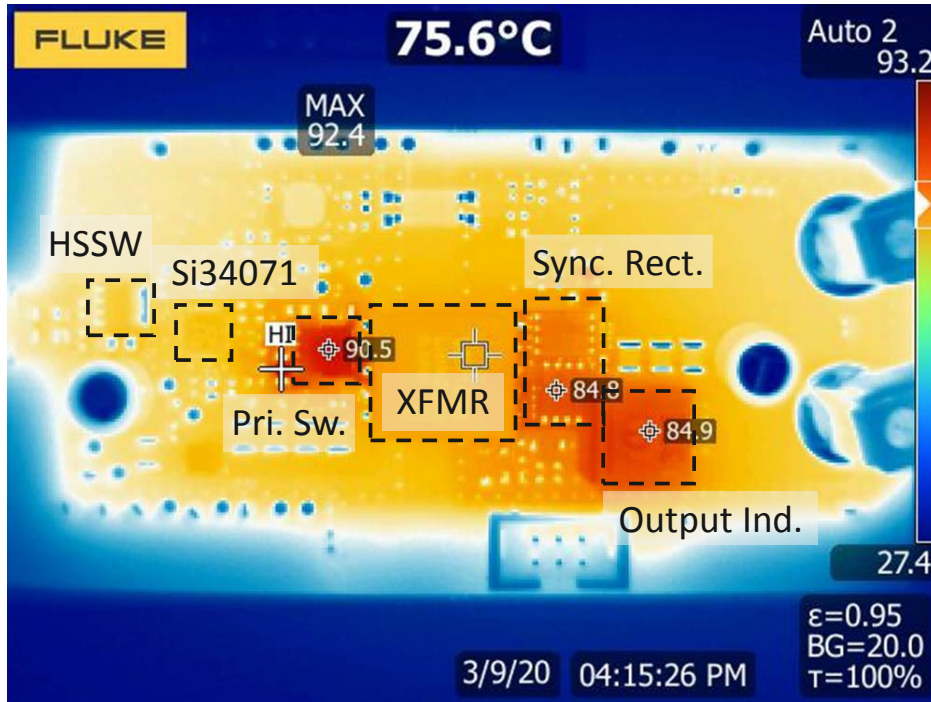 FLUKE
75.6°C
Auto 2
93.2
MAX
92.4
HSSW
Si34071
Sync. Rect.
HI
90.5
XFMR
84.8
Pri. Sw.
84.9
Output Ind.
27.4
ε=0.95
BG=20.0
τ=100%
3/9/20 04:15:26 PM